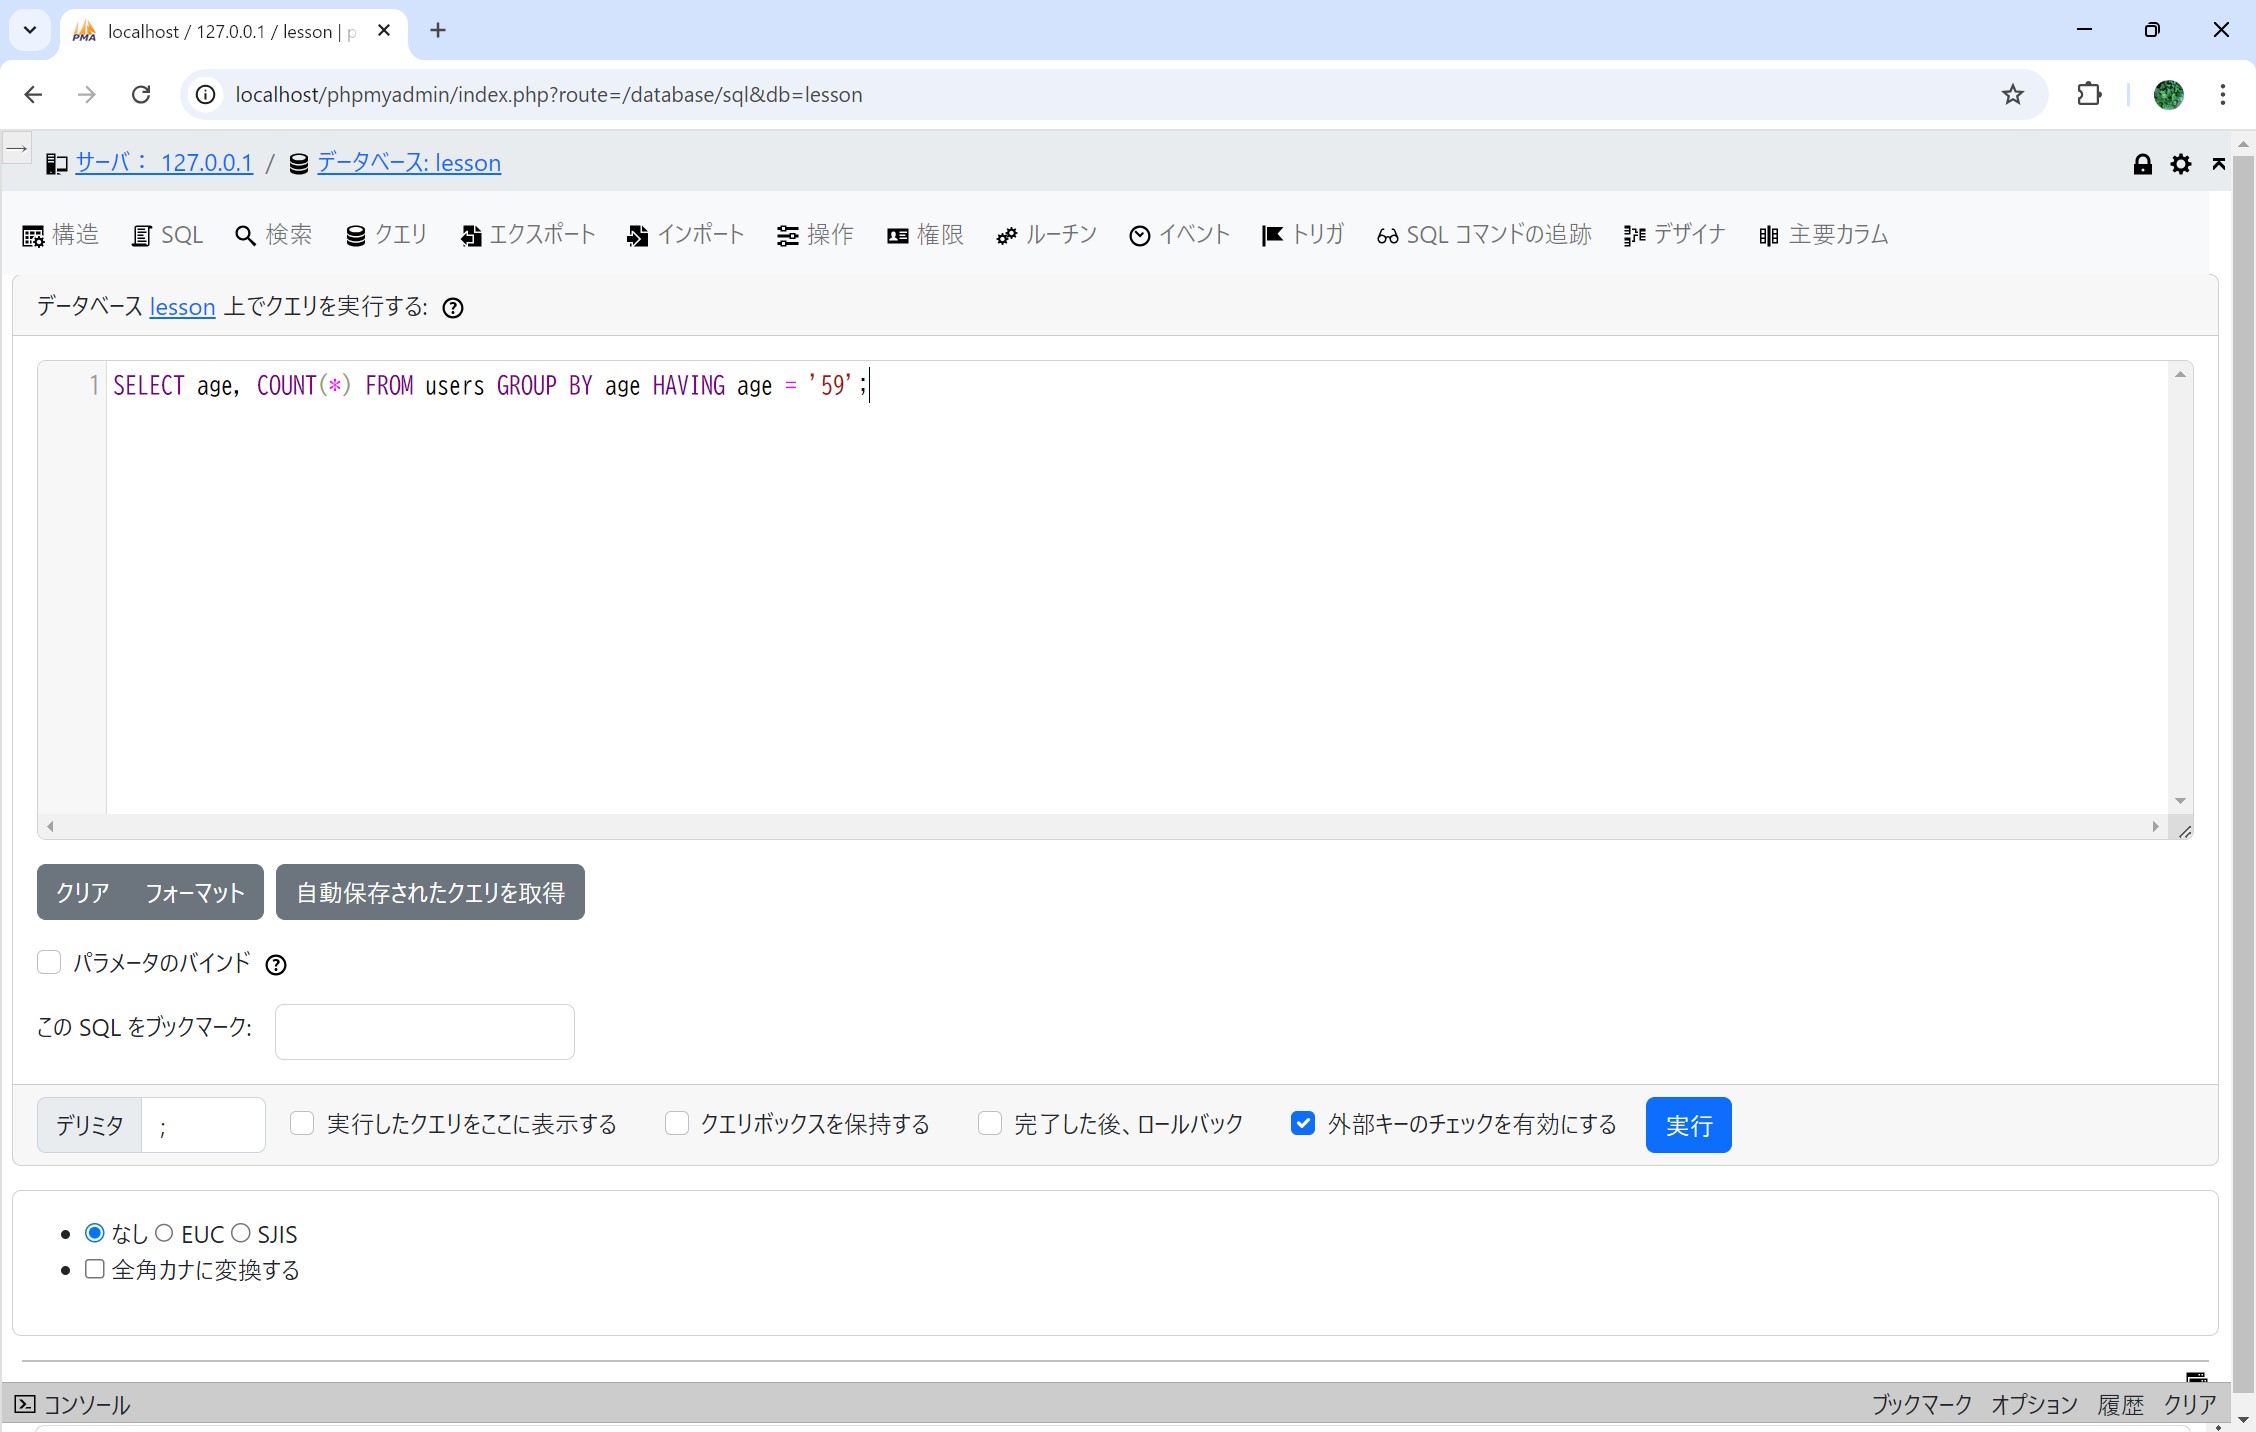 localhost / 127.0.0.1 / lesson | p
localhost/phpmyadmin/index.php?route=/database/sql&db=lesson
サーバ： 127.0.0.1 / データベース: lesson
構造 SQL 検索 クエリ エクスポート インポート 操作 権限 ルーチン イベント トリガ SQL コマンドの追跡 デザイナ 主要カラム
データベース lesson 上でクエリを実行する:
1 SELECT age, COUNT(*) FROM users GROUP BY age HAVING age = '59';
クリア フォーマット 自動保存されたクエリを取得
パラメータのバインド
この SQL をブックマーク:
デリミタ ; 実行したクエリをここに表示する クエリボックスを保持する 完了した後、ロールバック 外部キーのチェックを有効にする 実行
なし EUC SJIS
全角カナに変換する
コンソール ブックマーク オプション 履歴 クリア